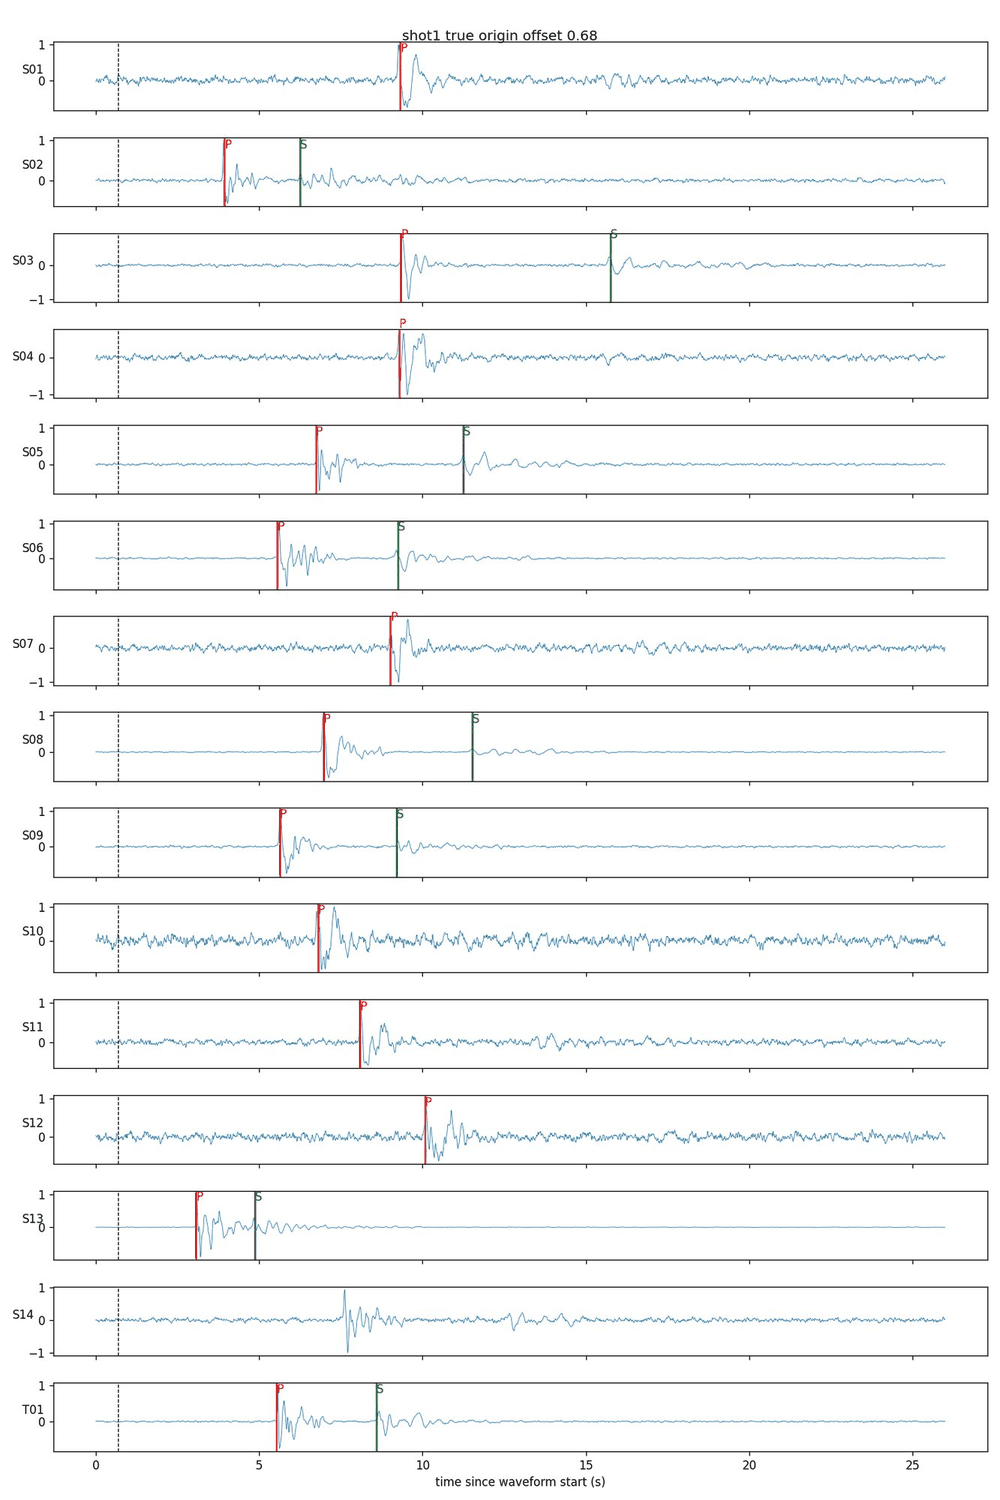 shot1 true origin offset 0.68
S01
1
0
P
S02
1
0
P S
S03
0
−1
P S
S04
0
−1
P
S05
1
0
P S
S06
1
0
P S
S07
0
−1
P
S08
1
0
P S
S09
1
0
P S
S10
1
0
P
S11
1
0
P
S12
1
0
P
S13
1
0
P S
S14
1
0
−1
T01
1
0
P S
0 5 10 15 20 25
time since waveform start (s)